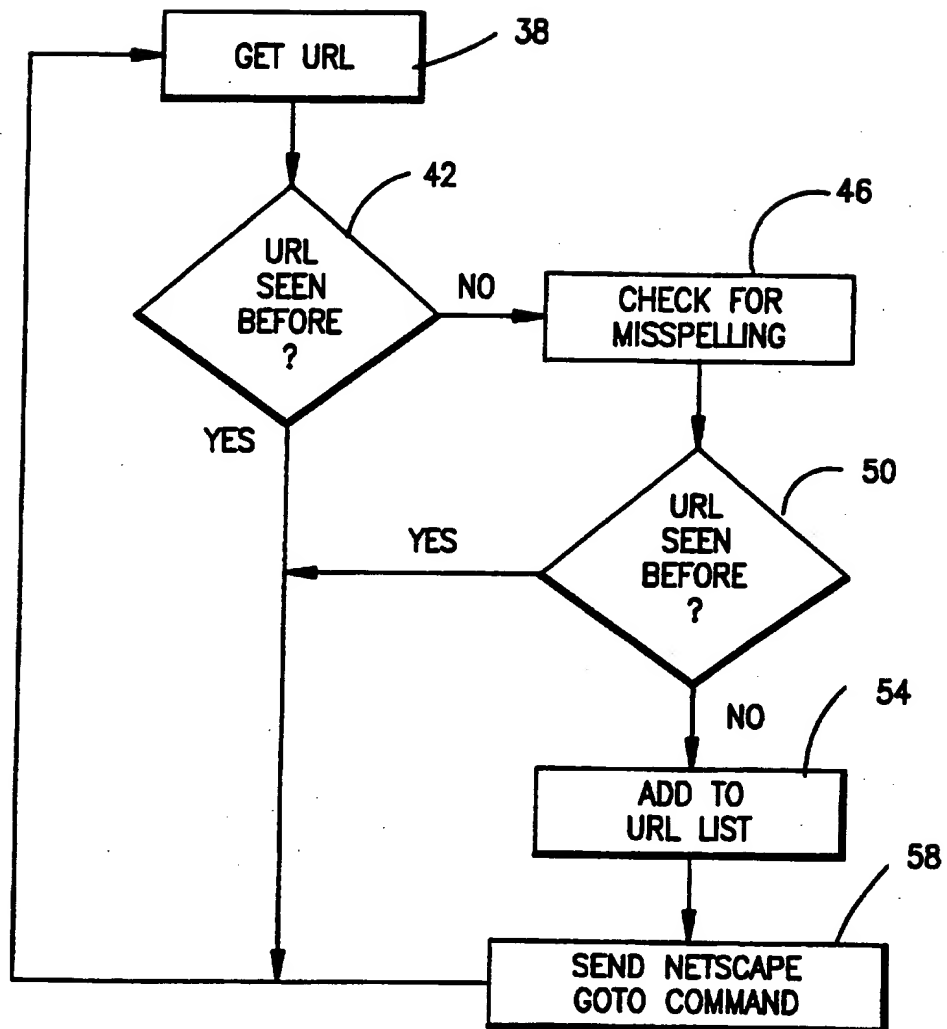 GET URL
38
42
URL
SEEN
BEFORE
?
NO
YES
46
CHECK FOR
MISSPELLING
50
URL
SEEN
BEFORE
?
YES
NO
54
ADD TO
URL LIST
58
SEND NETSCAPE
GOTO COMMAND